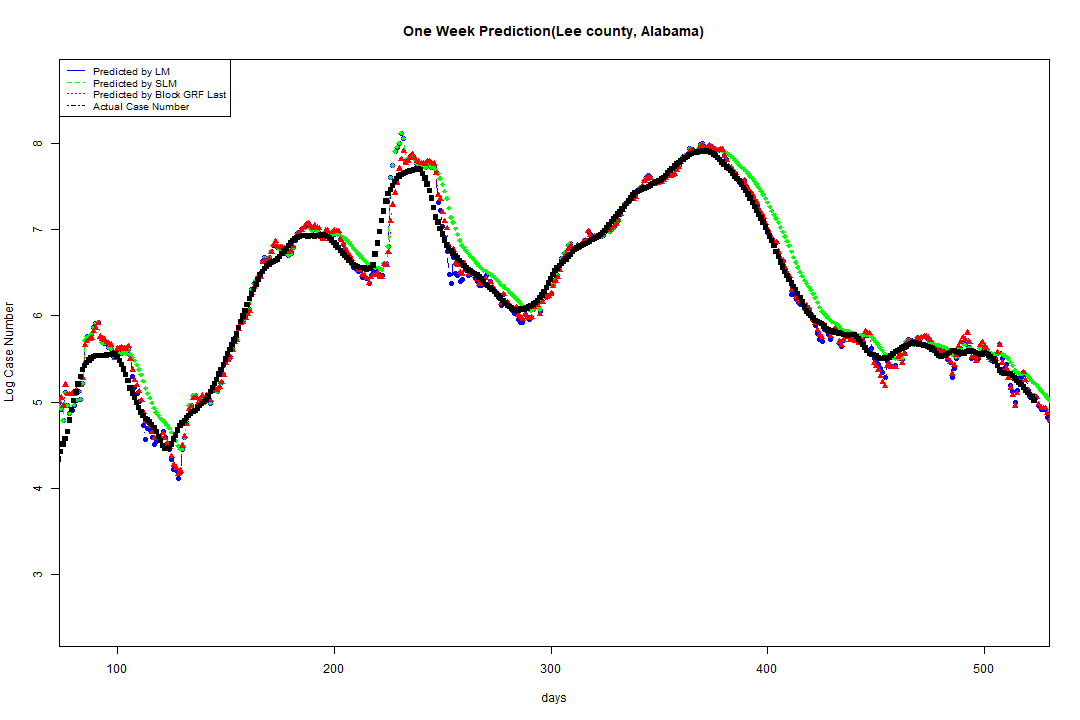 One Week Prediction(Lee county, Alabama)
Predicted by LM
Predicted by SLM
Predicted by Block GRF Last
Actual Case Number
8
7
6
5
4
3
Log Case Number
100 200 300 400 500
days